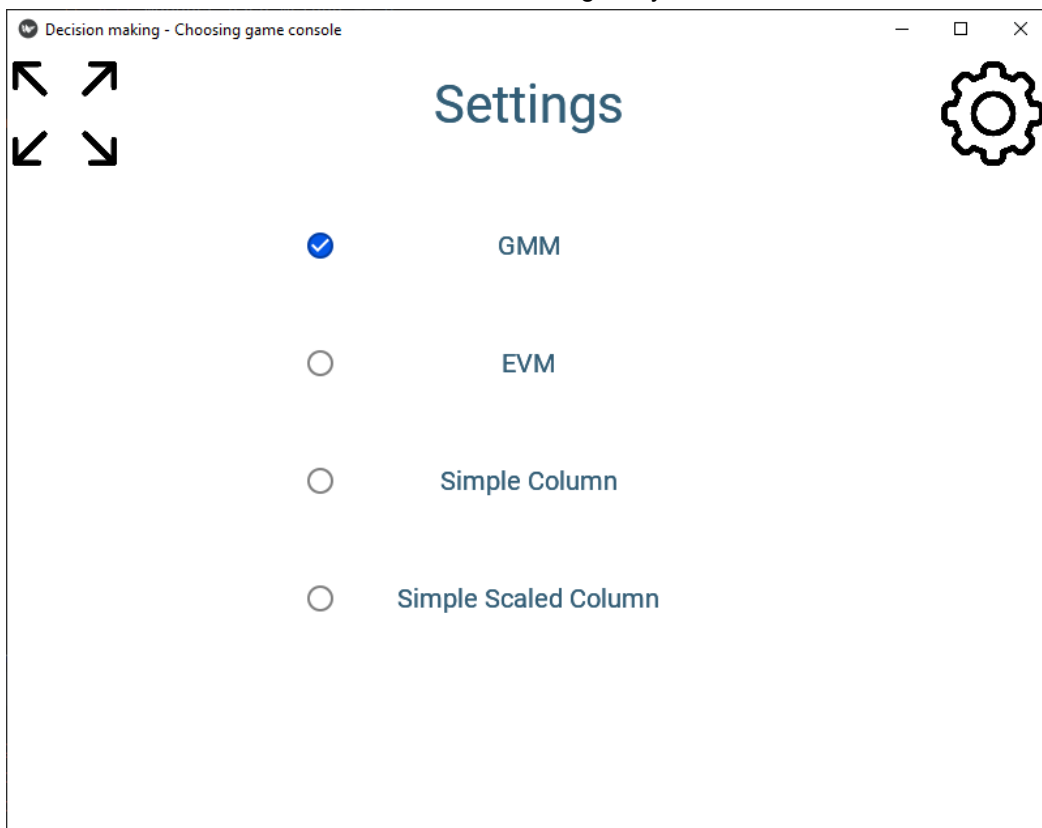 Decision making - Choosing game console
Settings
GMM
EVM
Simple Column
Simple Scaled Column